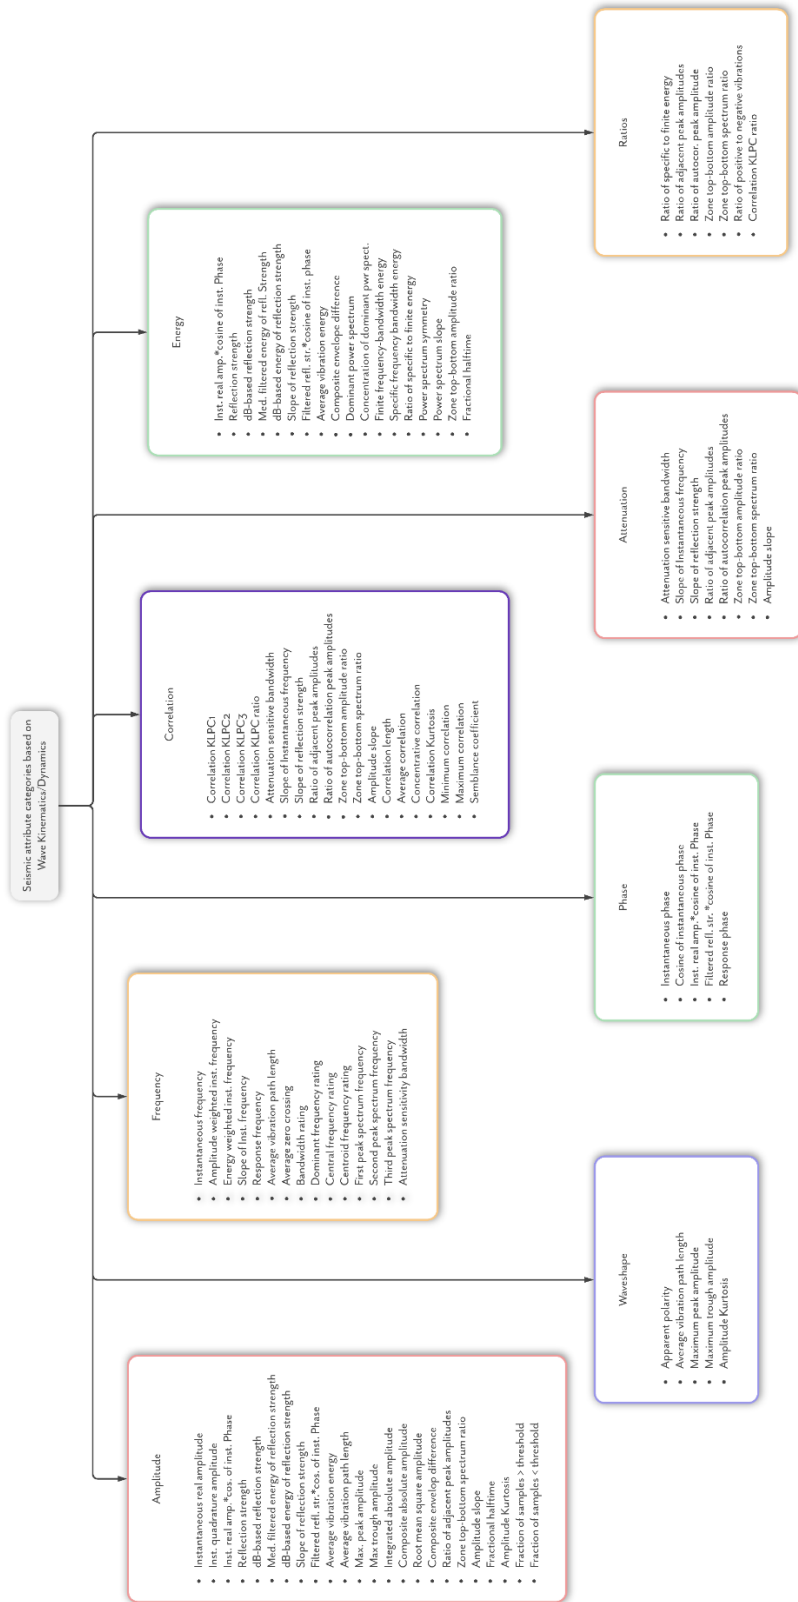 Seismic attribute categories based on
Wave Kinematics/Dynamics
Amplitude
• Instantaneous real amplitude
• Inst. quadrature amplitude
• Inst. real amp.*cos. of inst. Phase
• Reflection strength
• dB-based reflection strength
• Med. filtered energy of reflection strength
• dB-based energy of reflection strength
• Slope of reflection strength
• Filtered refl. str.*cos. of inst. Phase
• Average vibration energy
• Average vibration path length
• Max. peak amplitude
• Max trough amplitude
• Integrated absolute amplitude
• Composite absolute amplitude
• Root mean square amplitude
• Composite envelop difference
• Ratio of adjacent peak amplitudes
• Zone top-bottom spectrum ratio
• Amplitude slope
• Fractional halftime
• Amplitude Kurtosis
• Fraction of samples > threshold
• Fraction of samples < threshold
Waveshape
• Apparent polarity
• Average vibration path length
• Maximum peak amplitude
• Maximum trough amplitude
• Amplitude Kurtosis
Frequency
• Instantaneous frequency
• Amplitude weighted inst. frequency
• Energy weighted inst. frequency
• Slope of Inst. frequency
• Response frequency
• Average vibration path length
• Average zero crossing
• Bandwidth rating
• Dominant frequency rating
• Central frequency rating
• Centroid frequency rating
• First peak spectrum frequency
• Second peak spectrum frequency
• Third peak spectrum frequency
• Attenuation sensitivity bandwidth
Phase
• Instantaneous phase
• Cosine of instantaneous phase
• Inst. real amp.*cosine of inst. Phase
• Filtered refl. str. *cosine of inst. Phase
• Response phase
Correlation
• Correlation KLPC1
• Correlation KLPC2
• Correlation KLPC3
• Correlation KLPC ratio
• Attenuation sensitive bandwidth
• Slope of Instantaneous frequency
• Slope of reflection strength
• Ratio of adjacent peak amplitudes
• Ratio of autocorrelation peak amplitudes
• Zone top-bottom amplitude ratio
• Zone top-bottom spectrum ratio
• Amplitude slope
• Correlation length
• Average correlation
• Concentrative correlation
• Correlation Kurtosis
• Minimum correlation
• Maximum correlation
• Semblance coefficient
Attenuation
• Attenuation sensitive bandwidth
• Slope of Instantaneous frequency
• Slope of reflection strength
• Ratio of adjacent peak amplitudes
• Ratio of autocorrelation peak amplitudes
• Zone top-bottom amplitude ratio
• Zone top-bottom spectrum ratio
• Amplitude slope
Energy
• Inst. real amp.*cosine of inst. Phase
• Reflection strength
• dB-based reflection strength
• Med. filtered energy of refl. Strength
• dB-based energy of reflection strength
• Slope of reflection strength
• Filtered refl. str.*cosine of inst. phase
• Average vibration energy
• Composite envelope difference
• Dominant power spectrum
• Concentration of dominant pwr spect.
• Finite frequency-bandwidth energy
• Specific frequency bandwidth energy
• Ratio of specific to finite energy
• Power spectrum symmetry
• Power spectrum slope
• Zone top-bottom amplitude ratio
• Fractional halftime
Ratios
• Ratio of specific to finite energy
• Ratio of adjacent peak amplitudes
• Ratio of autocor. peak amplitude
• Zone top-bottom amplitude ratio
• Zone top-bottom spectrum ratio
• Ratio of positive to negative vibrations
• Correlation KLPC ratio